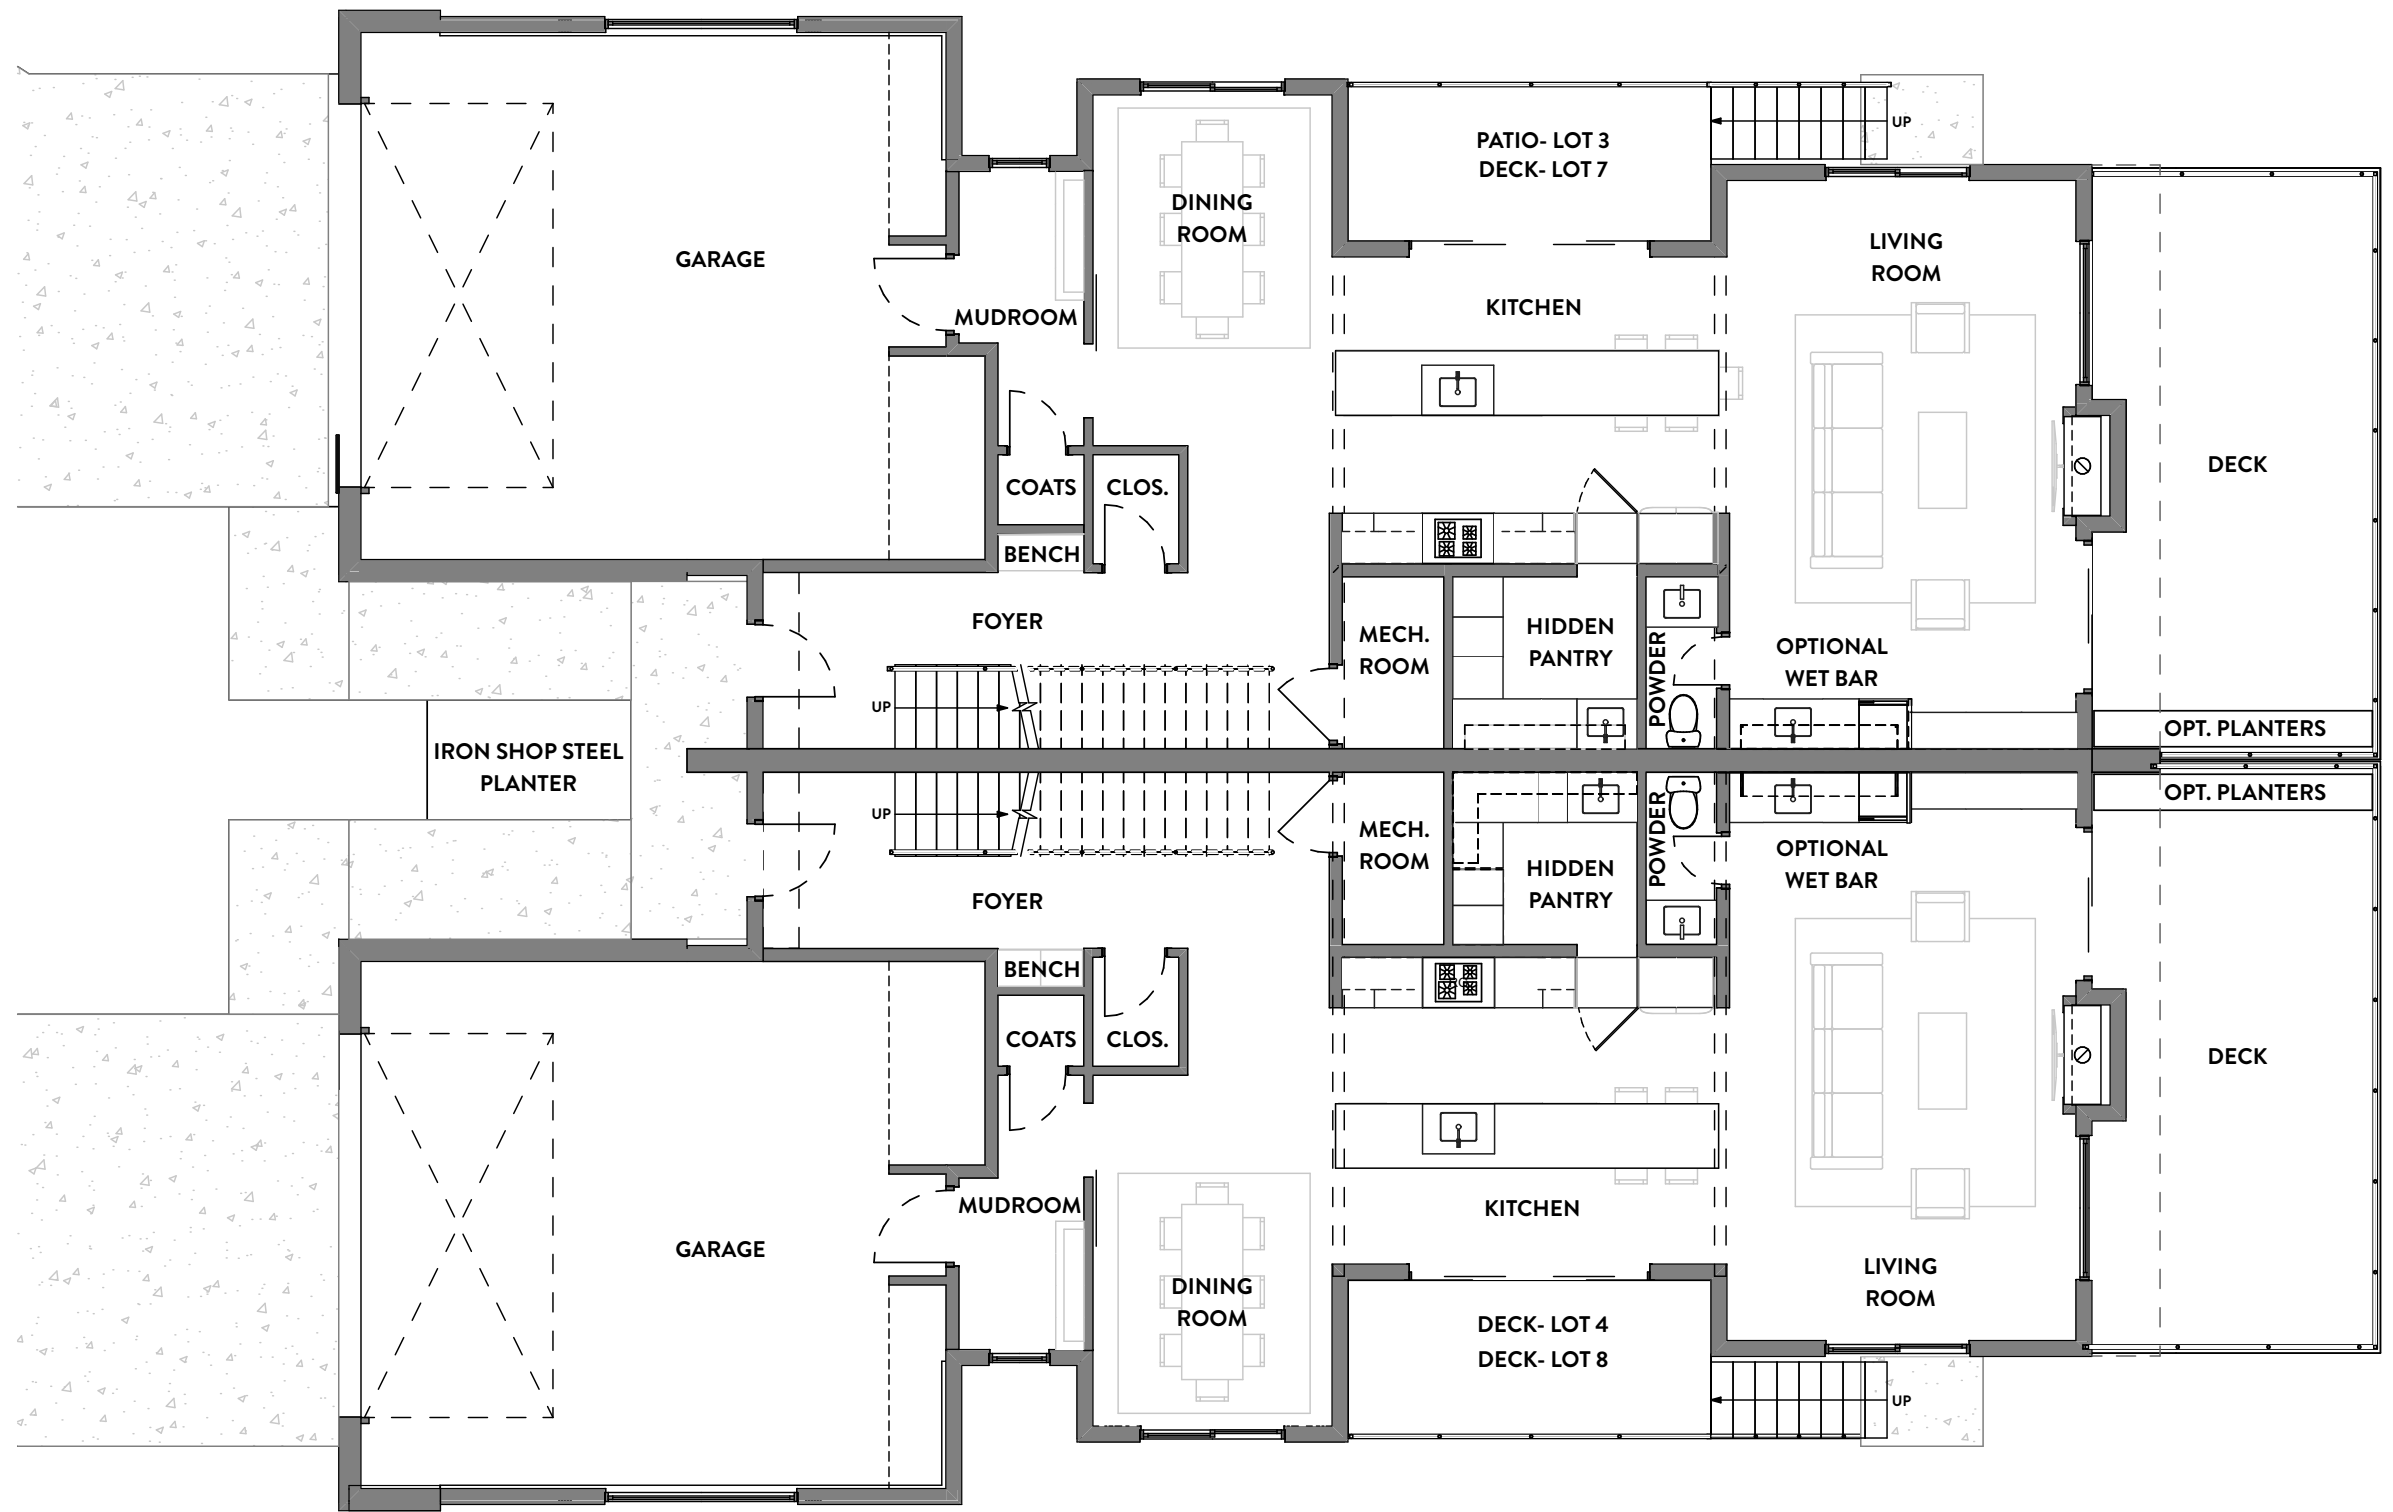 PATIO- LOT 3
DECK- LOT 7
UP
DINING
ROOM
LIVING
ROOM
GARAGE
MUDROOM
KITCHEN
DECK
COATS
CLOS.
BENCH
FOYER
MECH.
ROOM
HIDDEN
PANTRY
POWDER
OPTIONAL
WET BAR
UP
OPT. PLANTERS
IRON SHOP STEEL
PLANTER
OPT. PLANTERS
UP
MECH.
ROOM
HIDDEN
PANTRY
POWDER
OPTIONAL
WET BAR
FOYER
BENCH
COATS
CLOS.
DECK
MUDROOM
KITCHEN
GARAGE
DINING
ROOM
LIVING
ROOM
DECK- LOT 4
DECK- LOT 8
UP